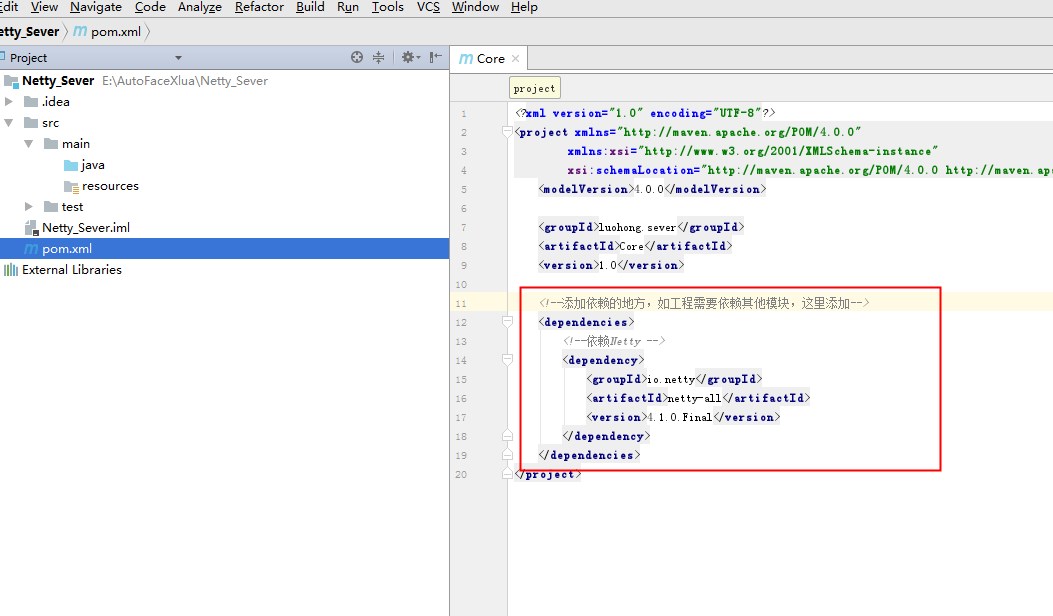 Edit View Navigate Code Analyze Refactor Build Run Tools VCS Window Help
Netty_Sever pom.xml
Project
Core
Netty_Sever E:\AutoFaceXlua\Netty_Sever
.idea
src
main
java
resources
test
Netty_Sever.iml
pom.xml
External Libraries
project
1 <?xml version="1.0" encoding="UTF-8"?>
2 <project xmlns="http://maven.apache.org/POM/4.0.0"
3 xmlns:xsi="http://www.w3.org/2001/XMLSchema-instance"
4 xsi:schemaLocation="http://maven.apache.org/POM/4.0.0 http://maven.ap
5 <modelVersion>4.0.0</modelVersion>
6
7 <groupId>luohong.sever</groupId>
8 <artifactId>Core</artifactId>
9 <version>1.0</version>
10
11 <!--添加依赖的地方，如工程需要依赖其他模块，这里添加-->
12 <dependencies>
13 <!--依赖Netty -->
14 <dependency>
15 <groupId>io.netty</groupId>
16 <artifactId>netty-all</artifactId>
17 <version>4.1.0.Final</version>
18 </dependency>
19 </dependencies>
20 </project>